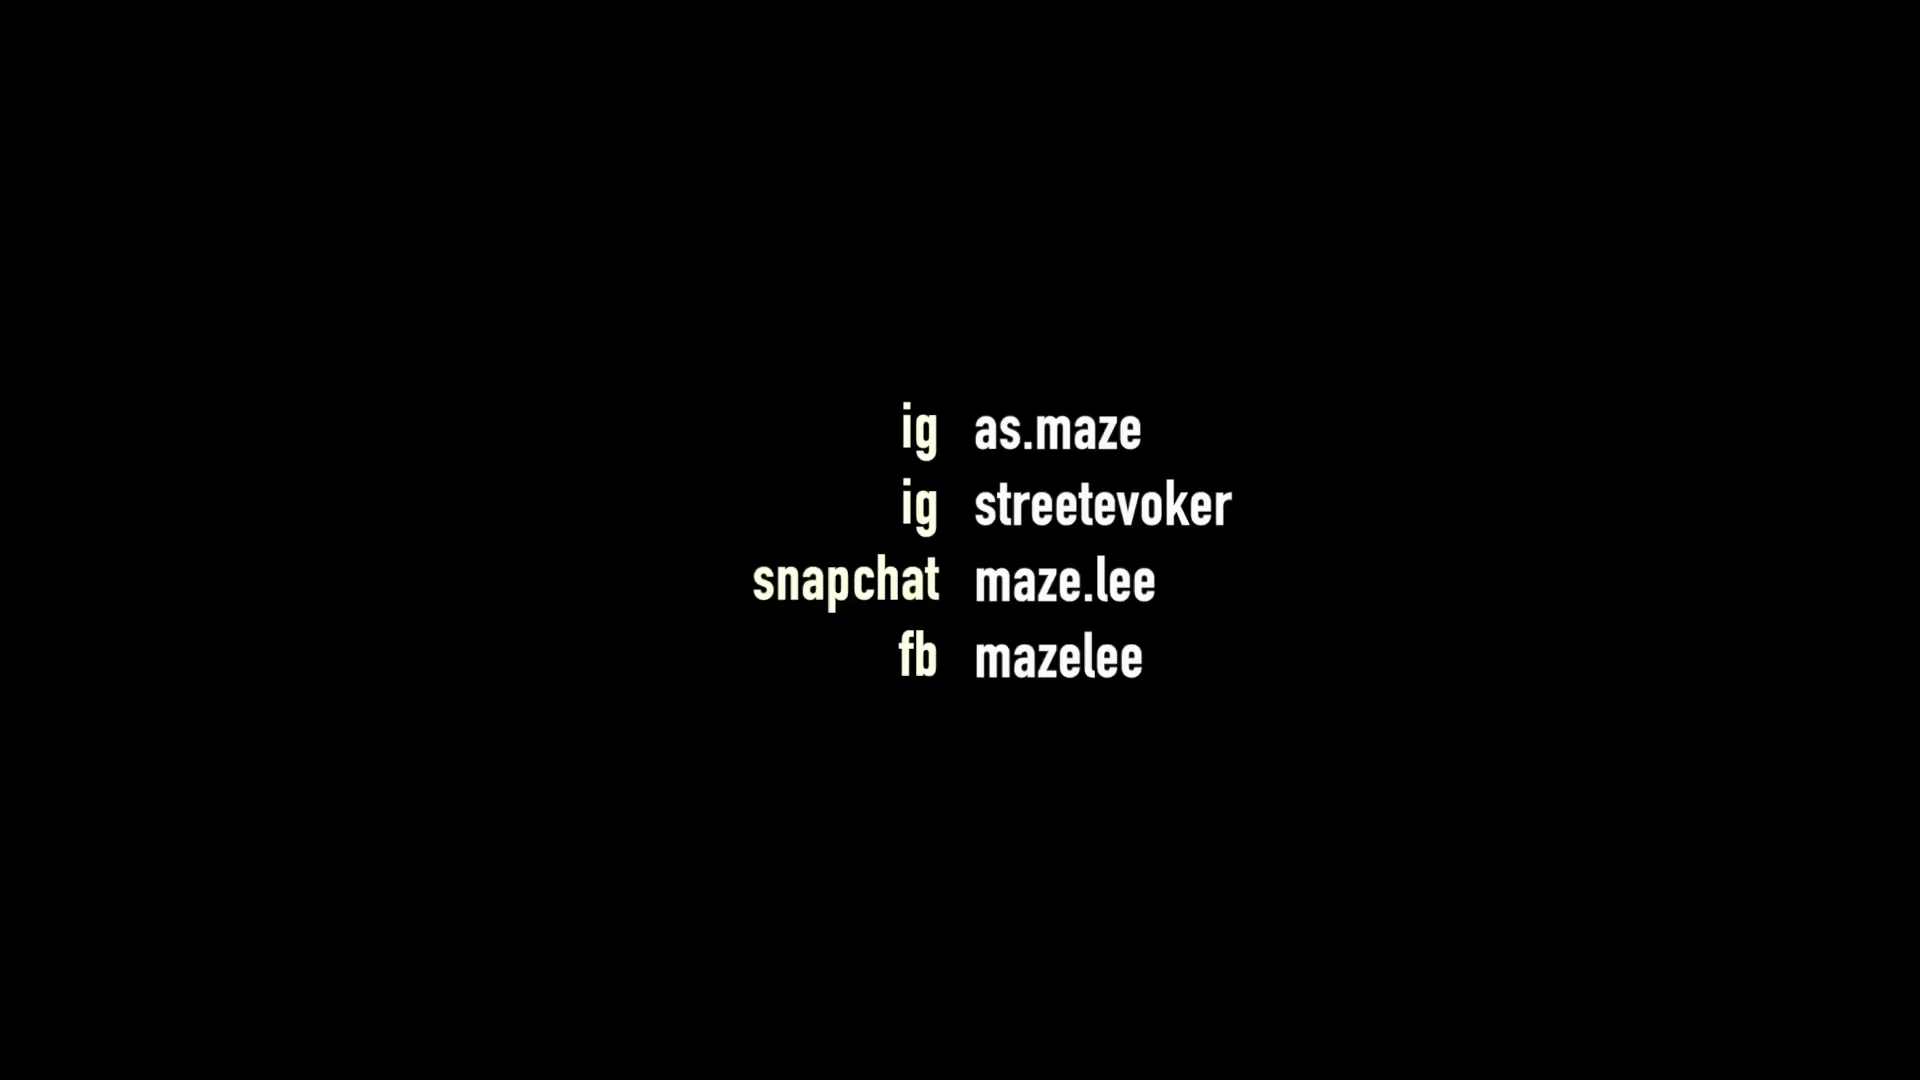 ig as.maze
ig streetevoker
snapchat maze.lee
fb mazelee